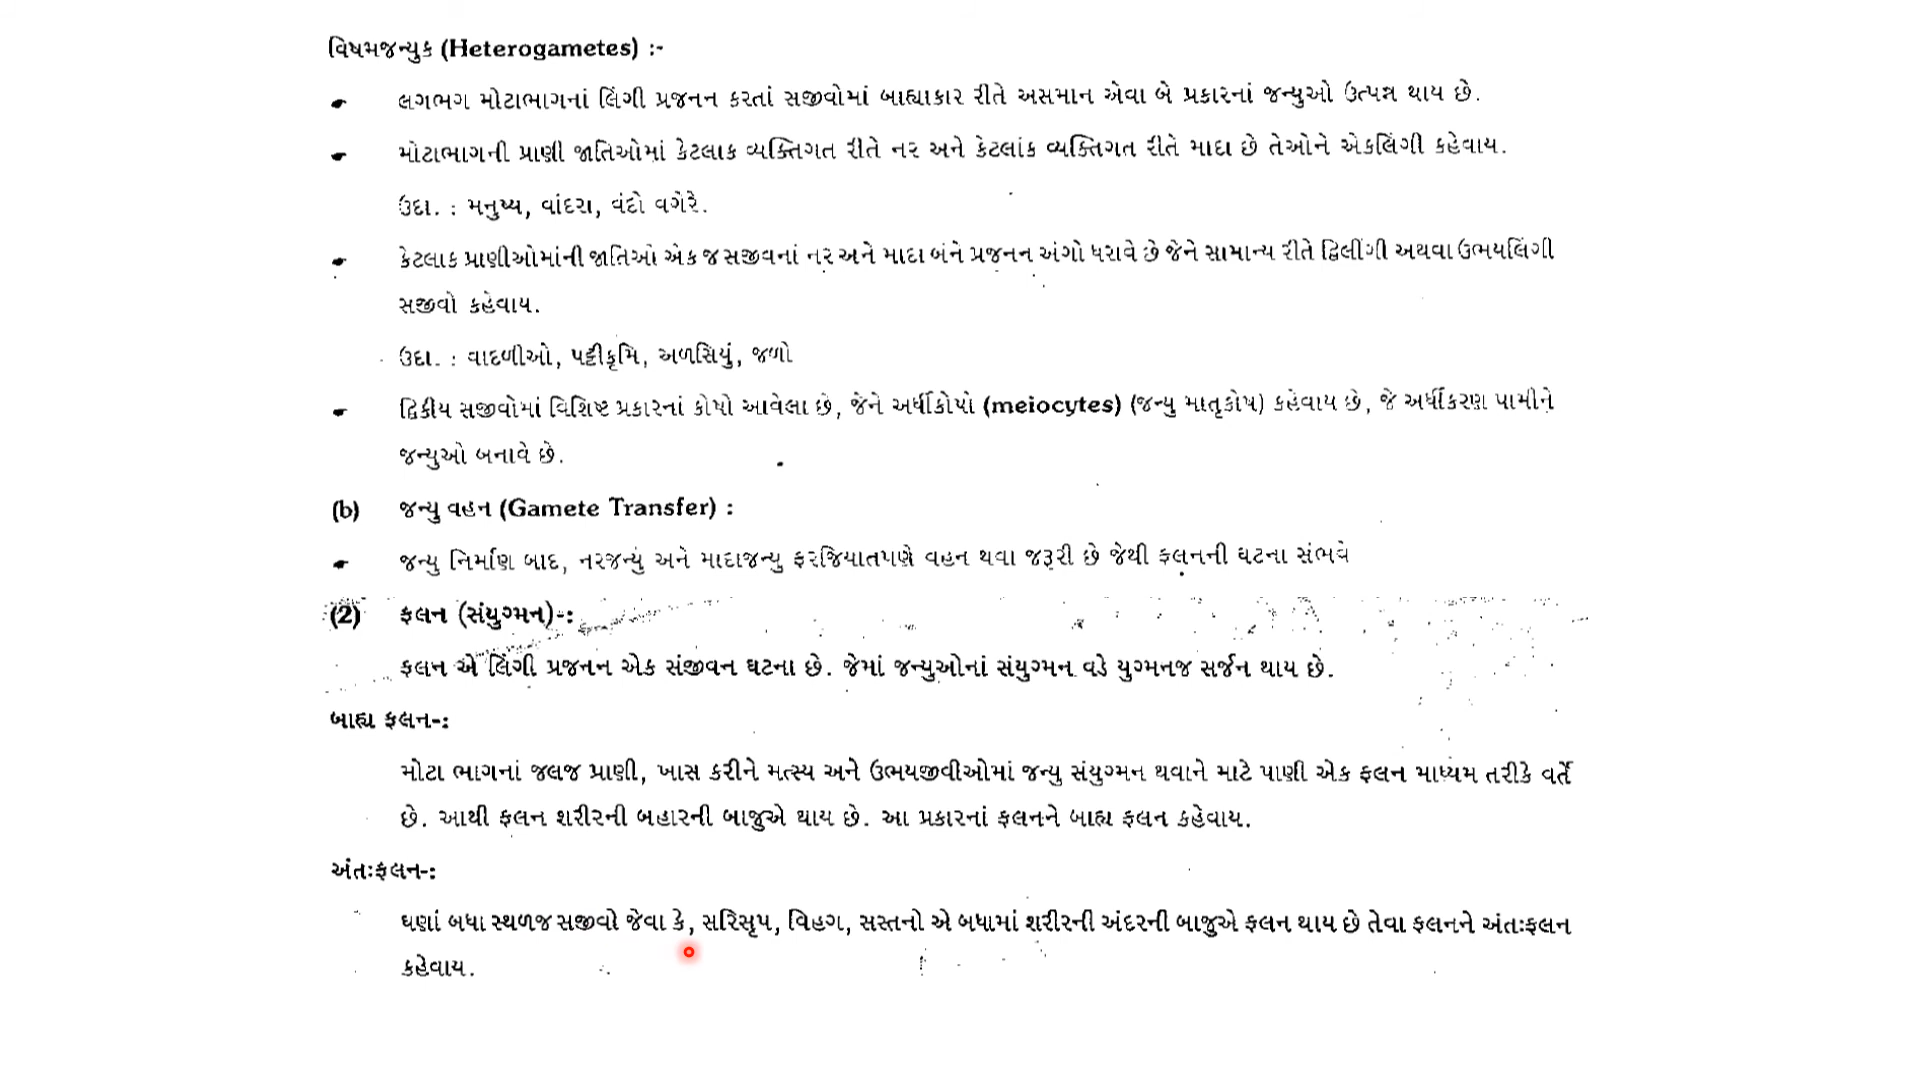 વિષમજન્યુક (Heterogametes) :-
લગભગ મોટાભાગનાં લિંગી પ્રજનન કરતાં સજીવોમાં બાહ્યાકાર રીતે અસમાન એવા બે પ્રકારનાં જન્યુઓ ઉત્પન્ન થાય છે.
મોટાભાગની પ્રાણી જાતિઓમાં કેટલાક વ્યક્તિગત રીતે નર અને કેટલાંક વ્યક્તિગત રીતે માદા છે તેઓને એકલિંગી કહેવાય.
ઉદા. : મનુષ્ય, વાંદરા, વંદો વગેરે.
કેટલાક પ્રાણીઓમાંની જાતિઓ એક જ સજીવનાં નર અને માદા બંને પ્રજનન અંગો ધરાવે છે જેને સામાન્ય રીતે દ્વિલીંગી અથવા ઉભયલિંગી
સજીવો કહેવાય.
ઉદા. : વાદળીઓ, પટ્ટીકૃમિ, અળસિયું, જળો
દ્વિકીય સજીવોમાં વિશિષ્ટ પ્રકારનાં કોષો આવેલા છે, જેને અર્ધીકોષો (meiocytes) (જન્યુ માતૃકોષ) કહેવાય છે, જે અર્ધીકરણ પામીને
જન્યુઓ બનાવે છે.
(b) જન્યુ વહન (Gamete Transfer) :
જન્યુ નિર્માણ બાદ, નરજન્યું અને માદાજન્યુ ફરજિયાતપણે વહન થવા જરૂરી છે જેથી ફલનની ઘટના સંભવે
(2) ફલન (સંયુગ્મન)-:
ફલન એ લિંગી પ્રજનન એક સંજીવન ઘટના છે. જેમાં જન્યુઓનાં સંયુગ્મન વડે યુગ્મનજ સર્જન થાય છે.
બાહ્ય ફલન-:
મોટા ભાગનાં જલજ પ્રાણી, ખાસ કરીને મત્સ્ય અને ઉભયજીવીઓમાં જન્યુ સંયુગ્મન થવાને માટે પાણી એક ફલન માધ્યમ તરીકે વર્તે
છે. આથી ફલન શરીરની બહારની બાજુએ થાય છે. આ પ્રકારનાં ફલનને બાહ્ય ફલન કહેવાય.
અંતઃફલન-:
ઘણાં બધા સ્થળજ સજીવો જેવા કે, સરિસૃપ, વિહગ, સસ્તનો એ બધામાં શરીરની અંદરની બાજુએ ફલન થાય છે તેવા ફલનને અંતઃફલન
કહેવાય.